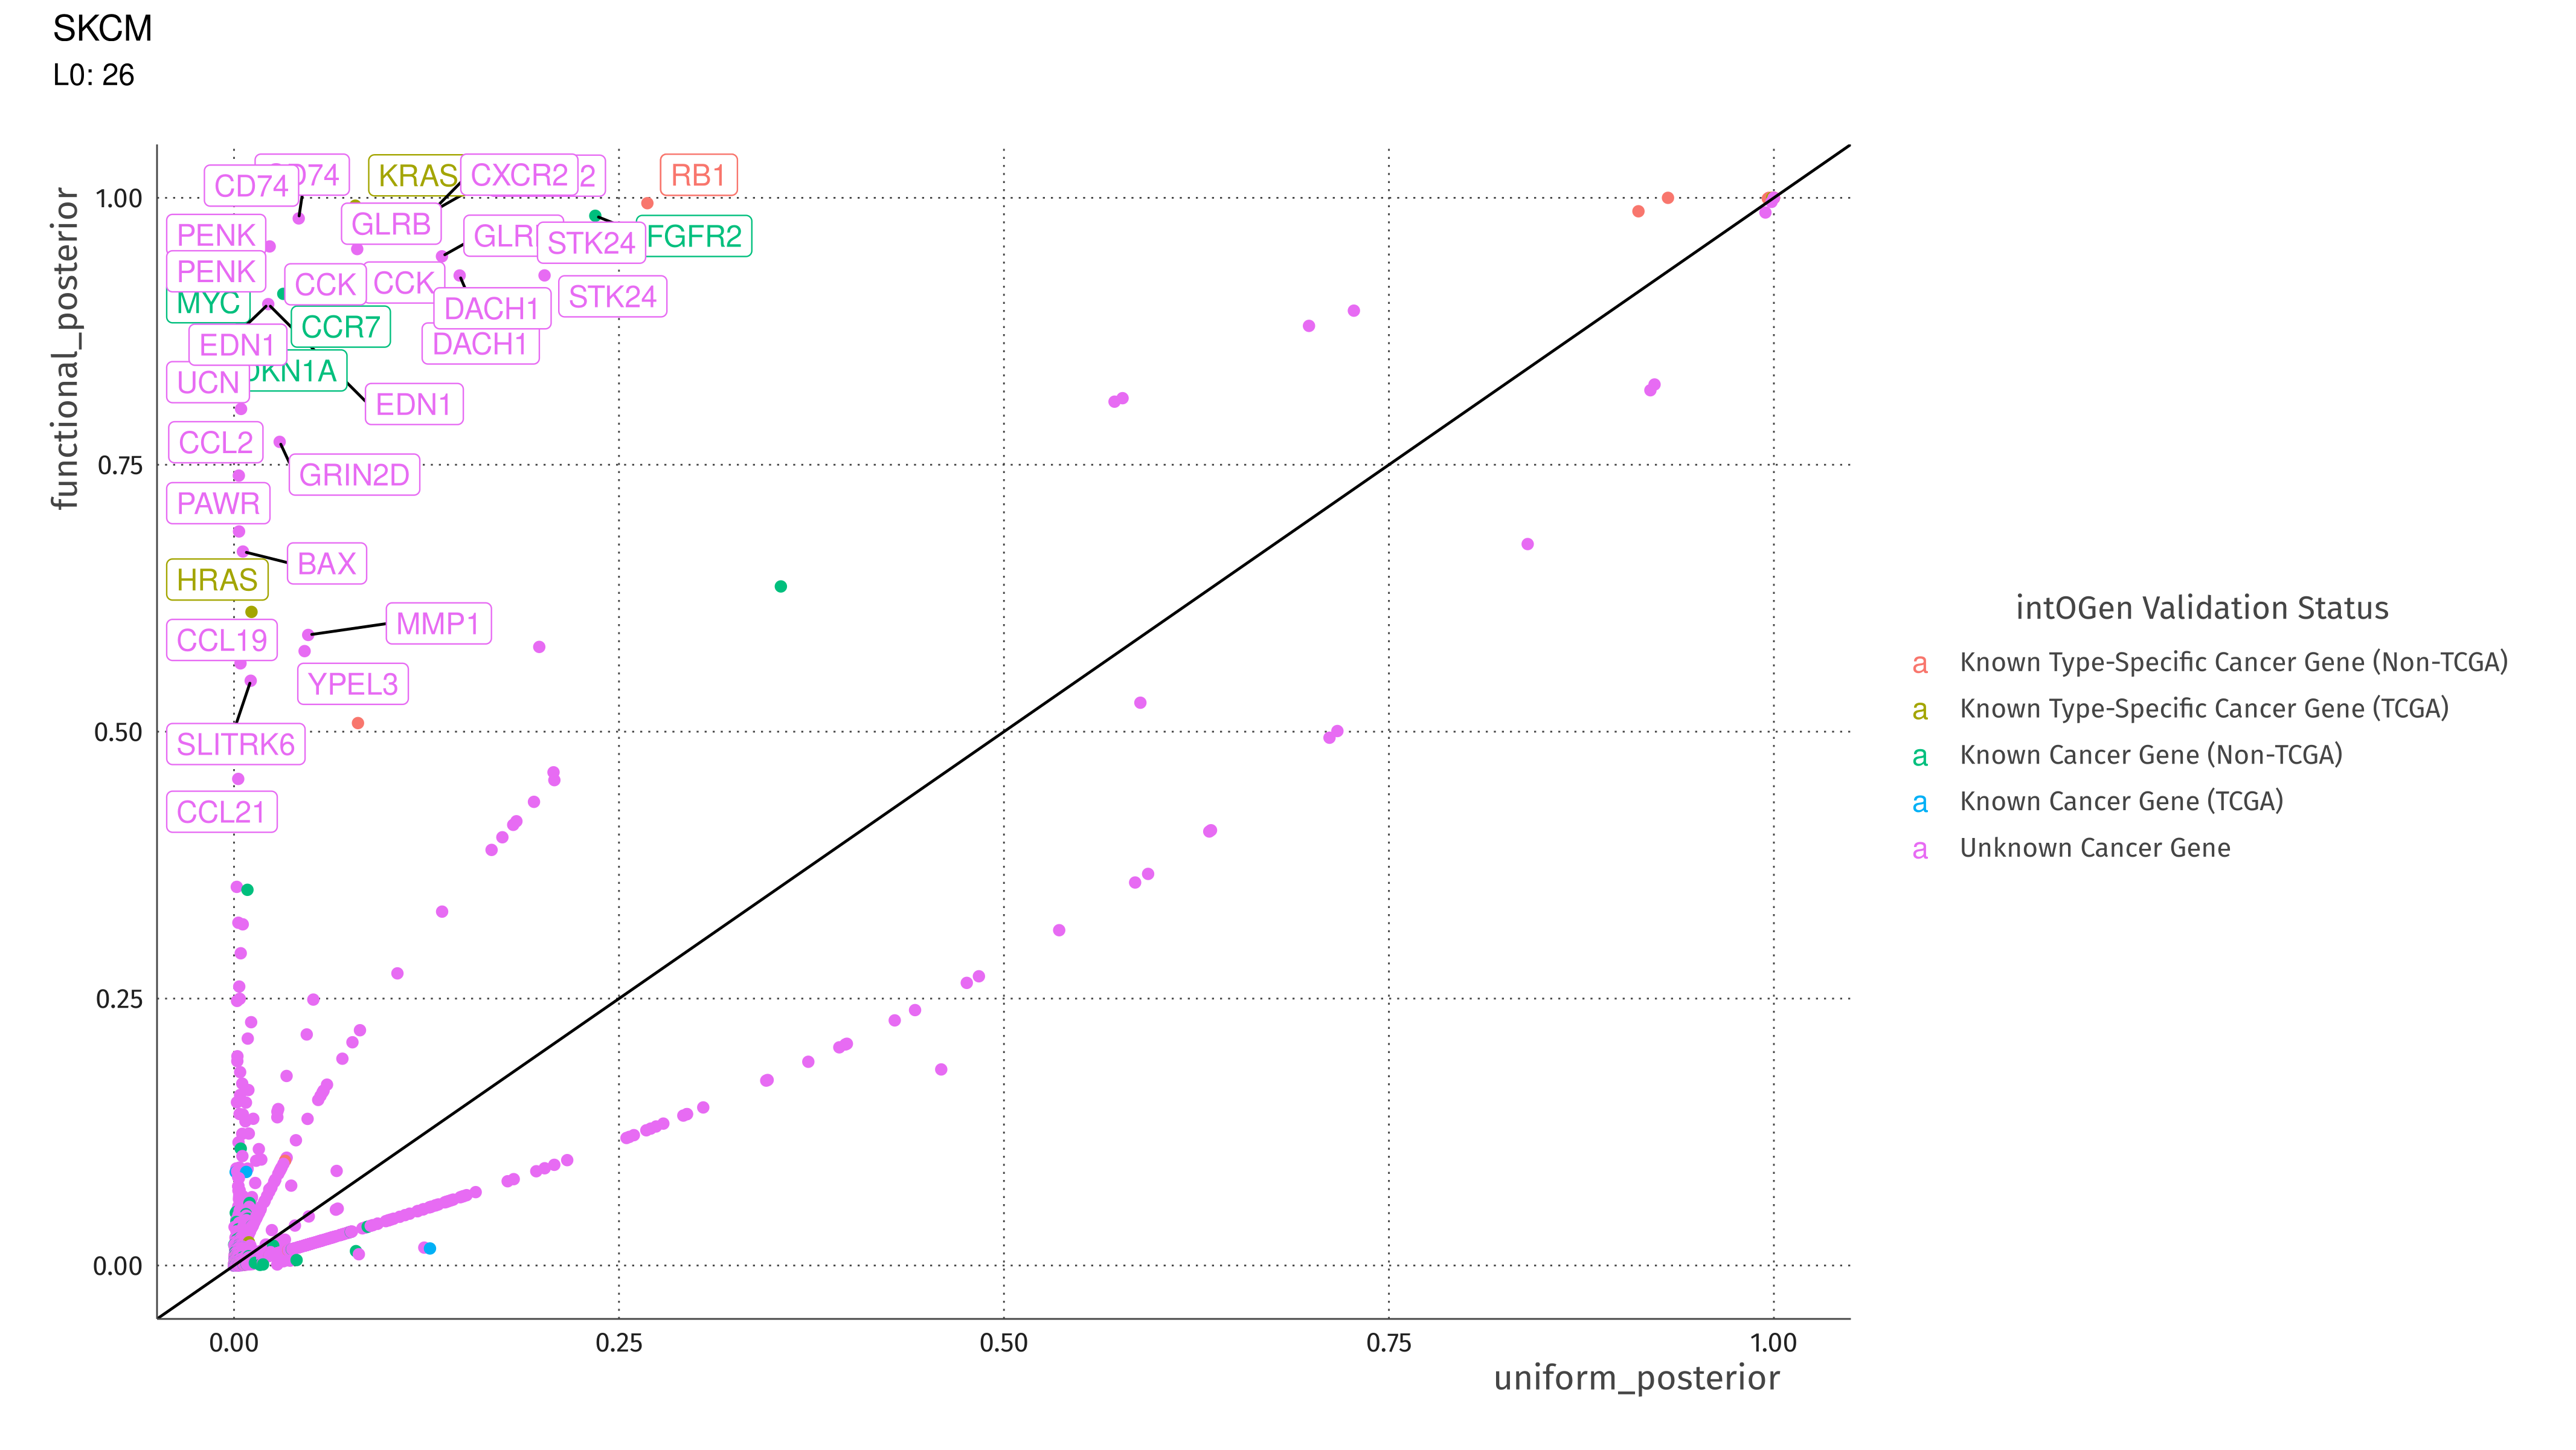 SKCM
L0: 26
functional_posterior
1.00
0.75
0.50
0.25
0.00
CD74
D74
KRAS
CXCR2
2
RB1
PENK
GLRB
GLR
STK24
FGFR2
PENK
CCK
CCK
MYC
DACH1
STK24
CCR7
EDN1
DACH1
UCN
KN1A
EDN1
CCL2
GRIN2D
PAWR
BAX
HRAS
MMP1
CCL19
YPEL3
SLITRK6
CCL21
0.00
0.25
0.50
0.75
1.00
uniform_posterior
intOGen Validation Status
a Known Type-Specific Cancer Gene (Non-TCGA)
a Known Type-Specific Cancer Gene (TCGA)
a Known Cancer Gene (Non-TCGA)
a Known Cancer Gene (TCGA)
a Unknown Cancer Gene